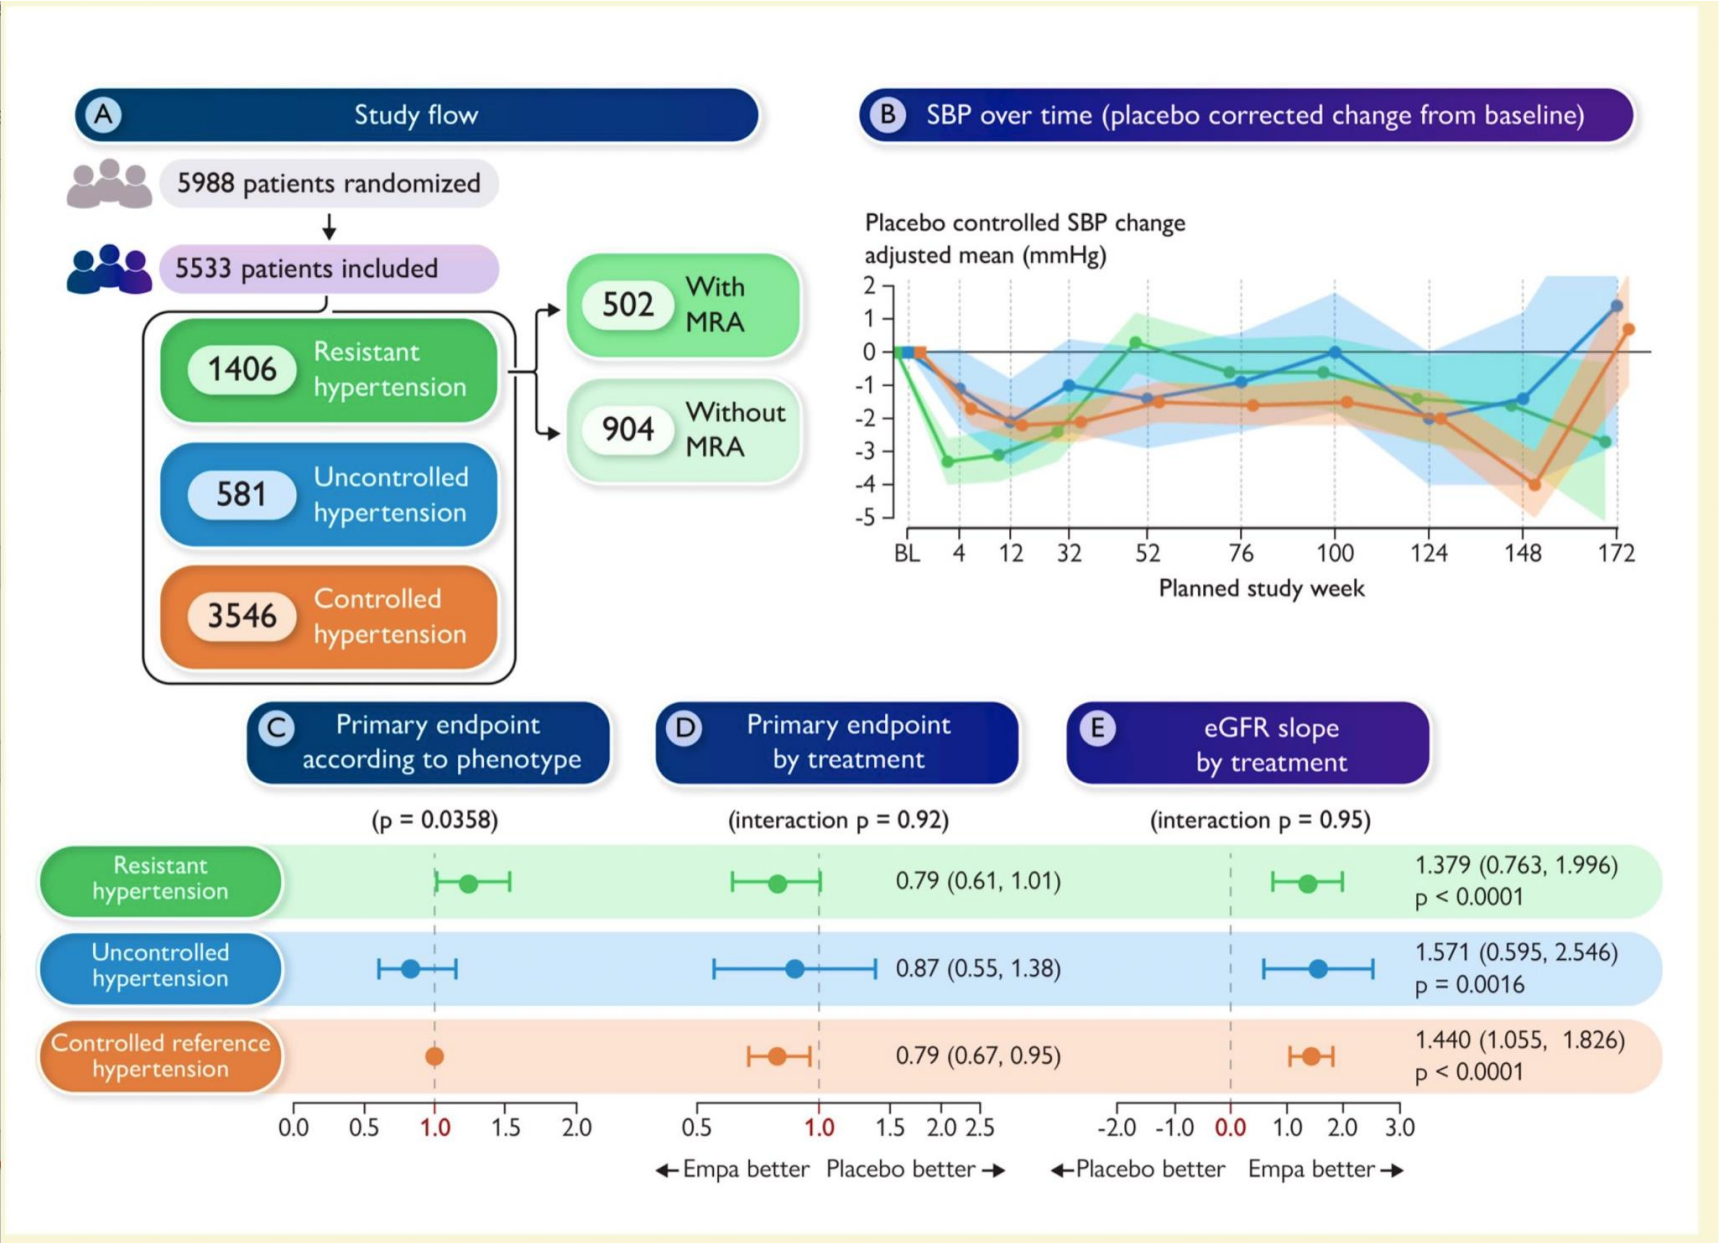 A
Study flow
5988 patients randomized
5533 patients included
1406
Resistant
hypertension
581
Uncontrolled
hypertension
3546
Controlled
hypertension
502
With
MRA
904
Without
MRA
B
SBP over time (placebo corrected change from baseline)
Placebo controlled SBP change
adjusted mean (mmHg)
2
1
0
-1
-2
-3
-4
-5
BL 4 12 32 52 76 100 124 148 172
Planned study week
C
Primary endpoint
according to phenotype
(p = 0.0358)
D
Primary endpoint
by treatment
(interaction p = 0.92)
E
eGFR slope
by treatment
(interaction p = 0.95)
Resistant
hypertension
0.79 (0.61, 1.01)
1.379 (0.763, 1.996)
p < 0.0001
Uncontrolled
hypertension
0.87 (0.55, 1.38)
1.571 (0.595, 2.546)
p = 0.0016
Controlled reference
hypertension
0.79 (0.67, 0.95)
1.440 (1.055, 1.826)
p < 0.0001
0.0 0.5 1.0 1.5 2.0
0.5 1.0 1.5 2.0 2.5
-2.0 -1.0 0.0 1.0 2.0 3.0
←Empa better Placebo better→
←Placebo better Empa better→